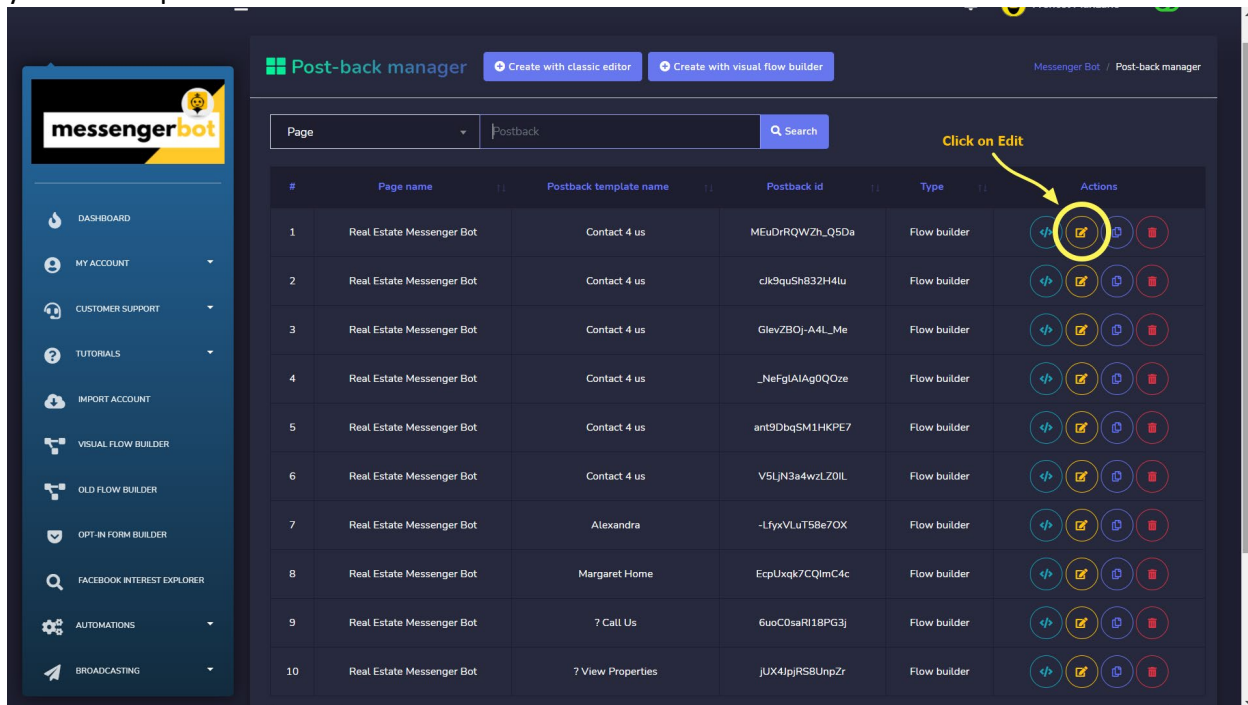 Post-back manager
Create with classic editor
Create with visual flow builder
Messenger Bot / Post-back manager
messengerbot
Page
Postback
Search
Click on Edit
# Page name Postback template name Postback id Type Actions
1 Real Estate Messenger Bot Contact 4 us MEuDrRQWZh_Q5Da Flow builder
2 Real Estate Messenger Bot Contact 4 us cJk9quSh832H4lu Flow builder
3 Real Estate Messenger Bot Contact 4 us GIevZBOj-A4L_Me Flow builder
4 Real Estate Messenger Bot Contact 4 us _NeFglAIAg0QOze Flow builder
5 Real Estate Messenger Bot Contact 4 us ant9DbqSM1HKPE7 Flow builder
6 Real Estate Messenger Bot Contact 4 us V5LjN3a4wzLZ0lL Flow builder
7 Real Estate Messenger Bot Alexandra -LfyxVLuT58e7OX Flow builder
8 Real Estate Messenger Bot Margaret Home EcpUxqk7CQImC4c Flow builder
9 Real Estate Messenger Bot ? Call Us 6uoC0saRI18PG3j Flow builder
10 Real Estate Messenger Bot ? View Properties jUX4JpjRS8UnpZr Flow builder
DASHBOARD
MY ACCOUNT
CUSTOMER SUPPORT
TUTORIALS
IMPORT ACCOUNT
VISUAL FLOW BUILDER
OLD FLOW BUILDER
OPT-IN FORM BUILDER
FACEBOOK INTEREST EXPLORER
AUTOMATIONS
BROADCASTING